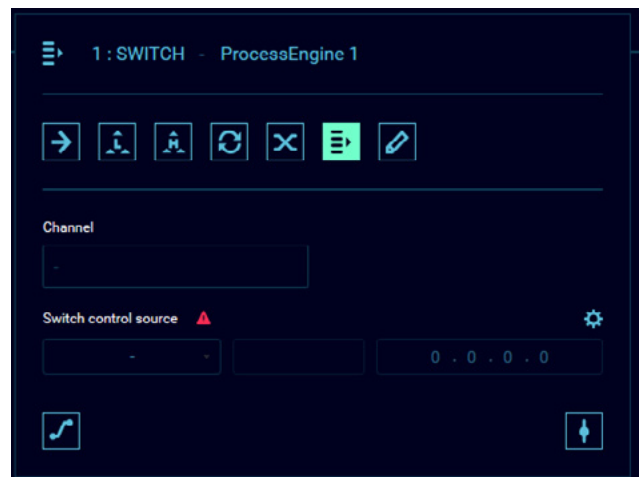 1 : SWITCH - ProcessEngine 1
L H
Channel
-
Switch control source
- 0 . 0 . 0 . 0